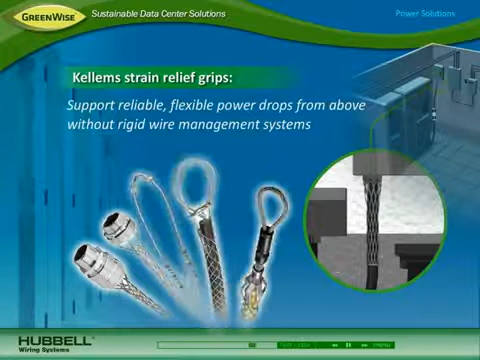 GREENWISE
Sustainable Data Center Solutions
Power Solutions
Kellems strain relief grips:
Support reliable, flexible power drops from above
without rigid wire management systems
HUBBELL®
Wiring Systems
menu